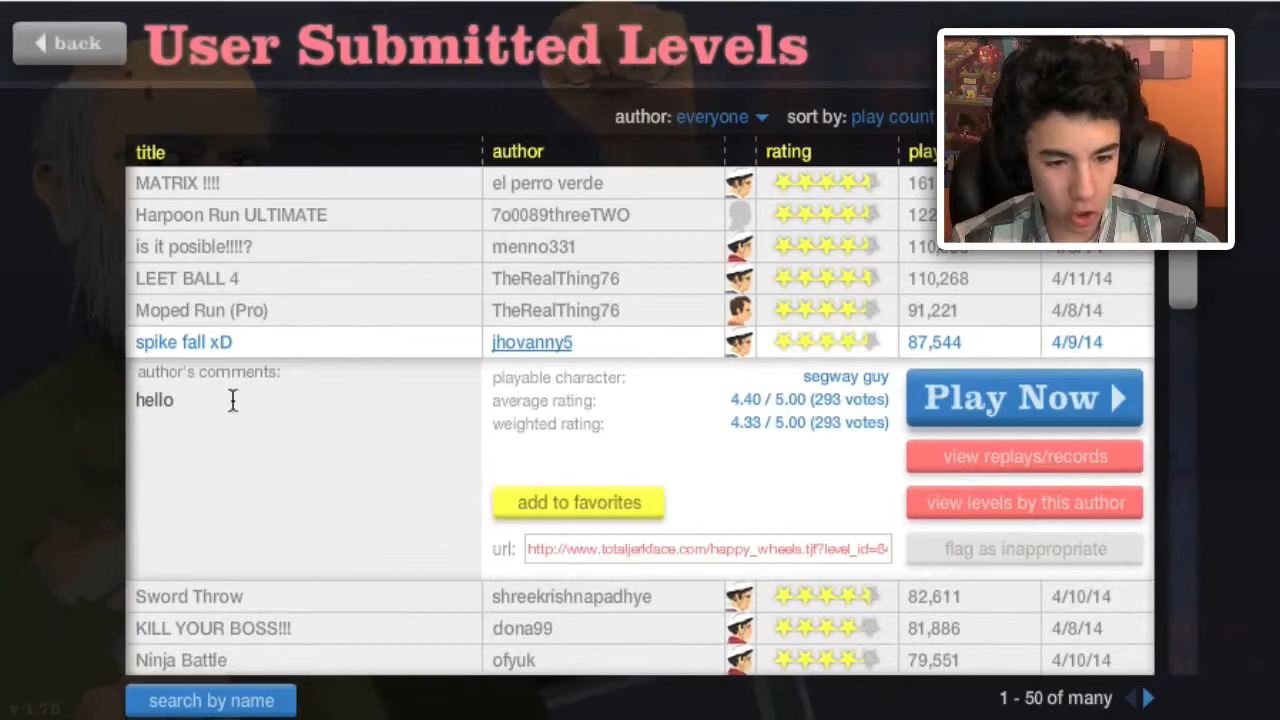 back
User Submitted Levels
author: everyone sort by: play count
title author rating
MATRIX !!!! el perro verde
Harpoon Run ULTIMATE 7o0089threeTWO
is it posible!!!!? menno331
LEET BALL 4 TheRealThing76 110,268 4/11/14
Moped Run (Pro) TheRealThing76 91,221 4/8/14
spike fall xD jhovanny5 87,544 4/9/14
author's comments:
hello
playable character: segway guy
average rating: 4.40 / 5.00 (293 votes)
weighted rating: 4.33 / 5.00 (293 votes)
Play Now
view replays/records
add to favorites
view levels by this author
url: http://www.totaljerkface.com/happy_wheels.tjf?level_id=6
flag as inappropriate
Sword Throw shreekrishnapadhye 82,611 4/10/14
KILL YOUR BOSS!!! dona99 81,886 4/8/14
Ninja Battle ofyuk 79,551 4/10/14
search by name
1 - 50 of many
v 1.76